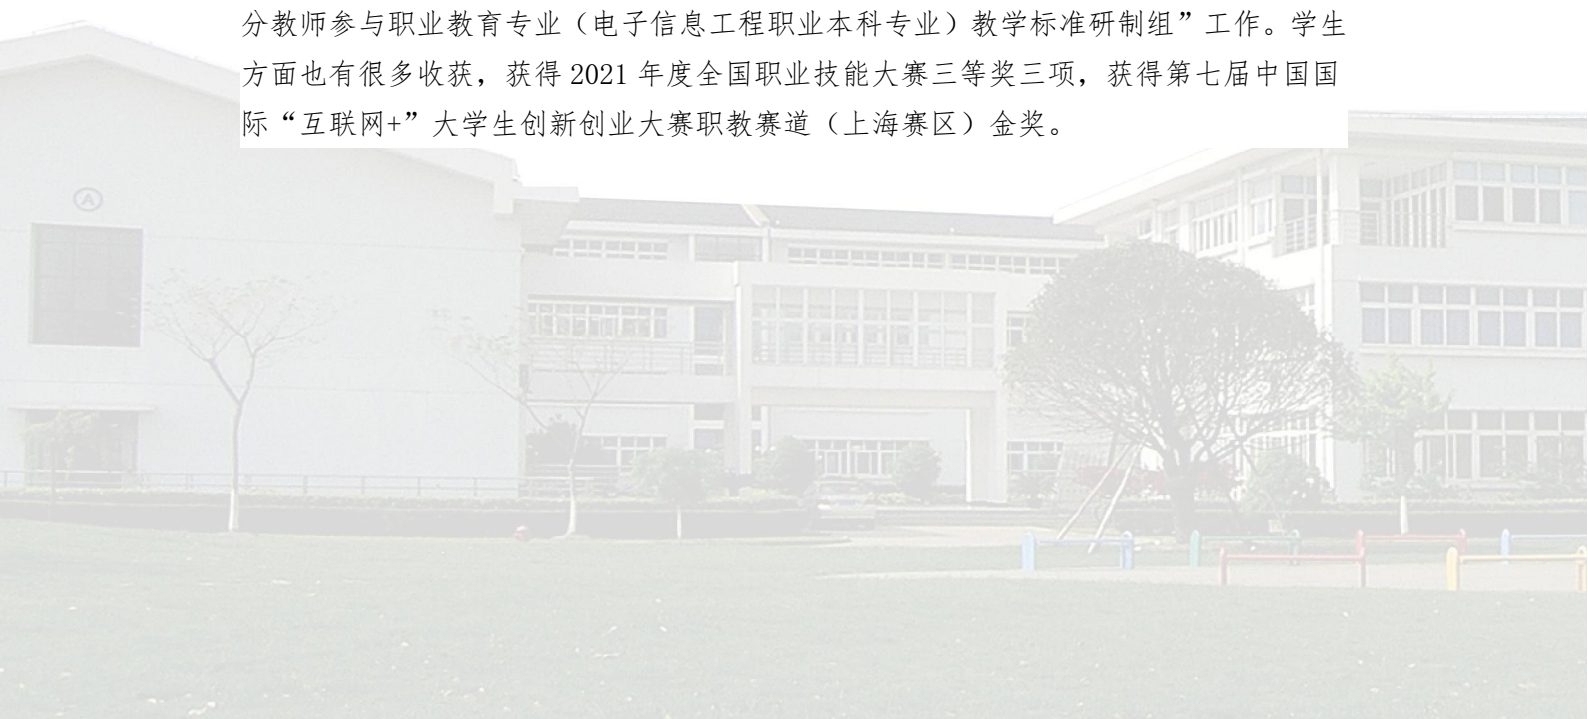 分教师参与职业教育专业（电子信息工程职业本科专业）教学标准研制组”工作。学生
方面也有很多收获，获得 2021 年度全国职业技能大赛三等奖三项，获得第七届中国国
际“互联网+”大学生创新创业大赛职教赛道（上海赛区）金奖。
A